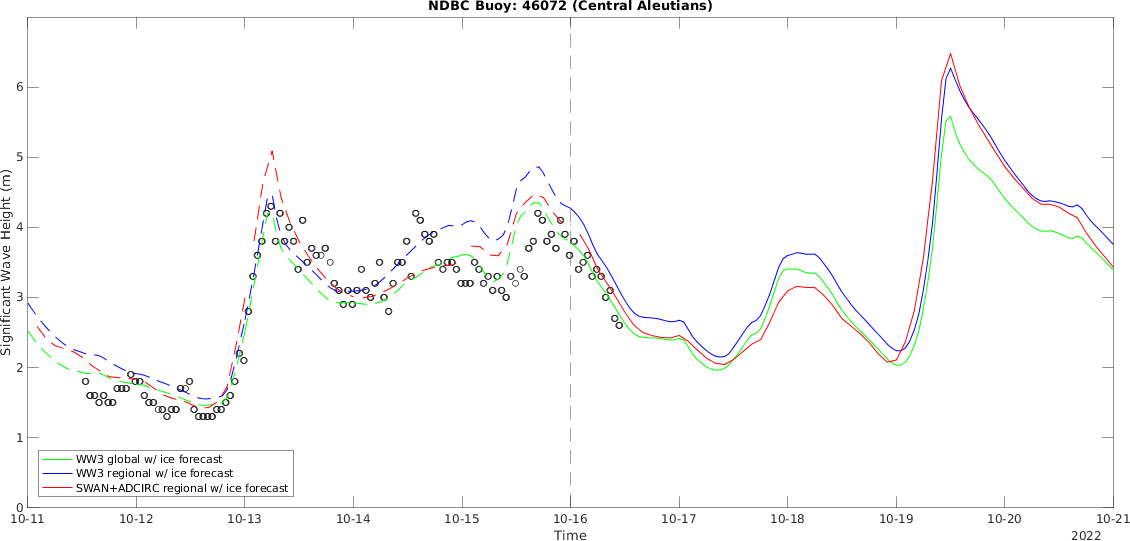 NDBC Buoy: 46072 (Central Aleutians)
Significant Wave Height (m)
6
5
4
3
2
1
0
WW3 global w/ ice forecast
WW3 regional w/ ice forecast
SWAN+ADCIRC regional w/ ice forecast
10-11 10-12 10-13 10-14 10-15 10-16 10-17 10-18 10-19 10-20 10-21
Time
2022